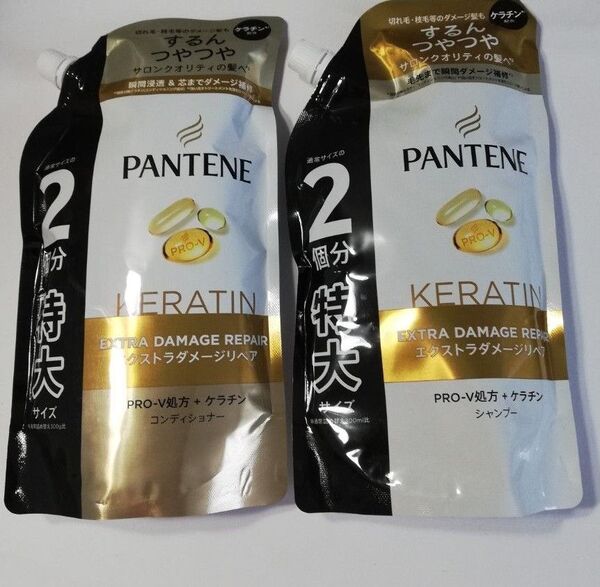 切れ毛・枝毛等のダメージ髪も
するん
つやつや
サロンクオリティの髪へ
瞬間浸透 & 芯までダメージ補修
PANTENE
PRO-V
KERATIN
EXTRA DAMAGE REPAIR
エクストラダメージリペア
PRO-V処方 + ケラチン
コンディショナー
通常サイズの
2
個分
特大
サイズ
切れ毛・枝毛等のダメージ髪も
ケラチン
配合
するん
つやつや
サロンクオリティの髪へ
毛先まで瞬間ダメージ補修
PANTENE
PRO-V
KERATIN
EXTRA DAMAGE REPAIR
エクストラダメージリペア
PRO-V処方 + ケラチン
シャンプー
通常サイズの
2
個分
特大
サイズ